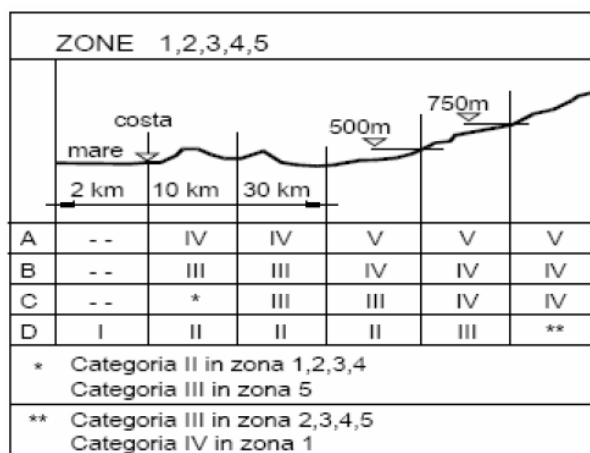 ZONE 1,2,3,4,5
750m
costa
500m
mare
2 km 10 km 30 km
A -- IV IV V V V
B -- III III IV IV IV
C -- * III III IV IV
D I II II II III **
* Categoria II in zona 1,2,3,4
Categoria III in zona 5
** Categoria III in zona 2,3,4,5
Categoria IV in zona 1